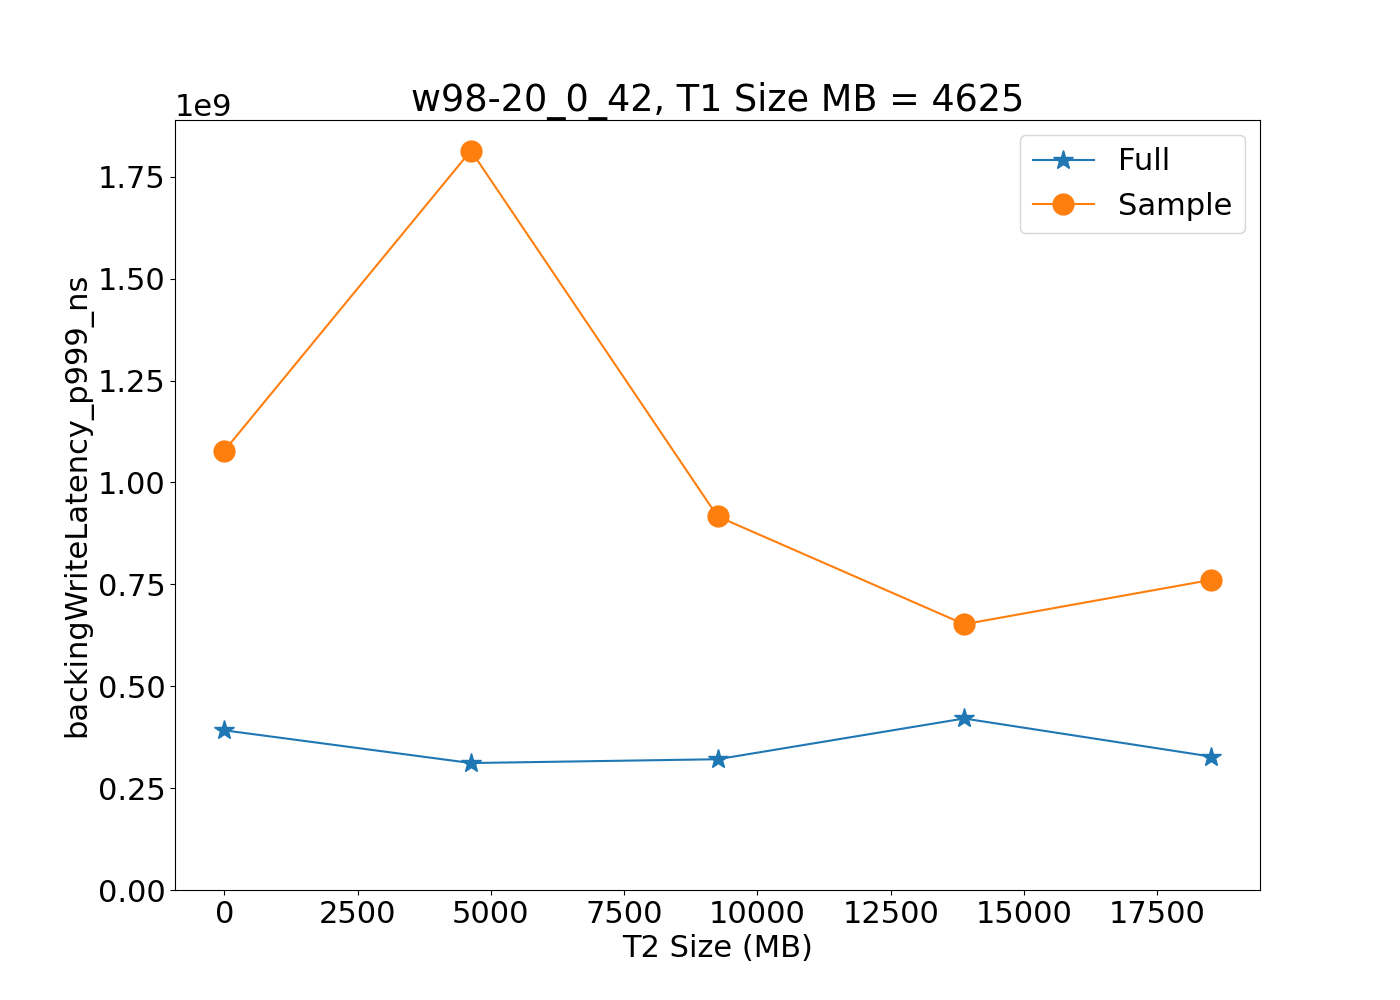 w98-20_0_42, T1 Size MB = 4625
1e9
Full
Sample
backingWriteLatency_p999_ns
1.75
1.50
1.25
1.00
0.75
0.50
0.25
0.00
0 2500 5000 7500 10000 12500 15000 17500
T2 Size (MB)